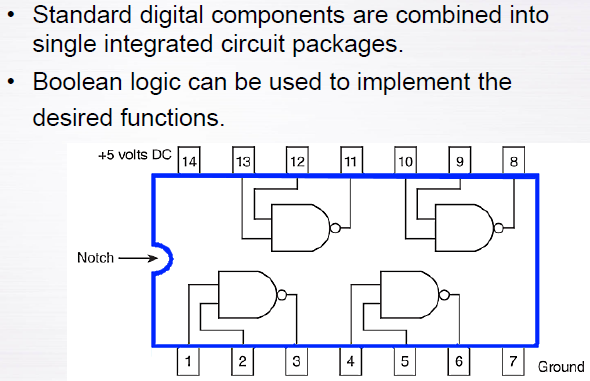 • Standard digital components are combined into
single integrated circuit packages.
• Boolean logic can be used to implement the
desired functions.
+5 volts DC 14 13 12 11 10 9 8
Notch
1 2 3 4 5 6 7 Ground